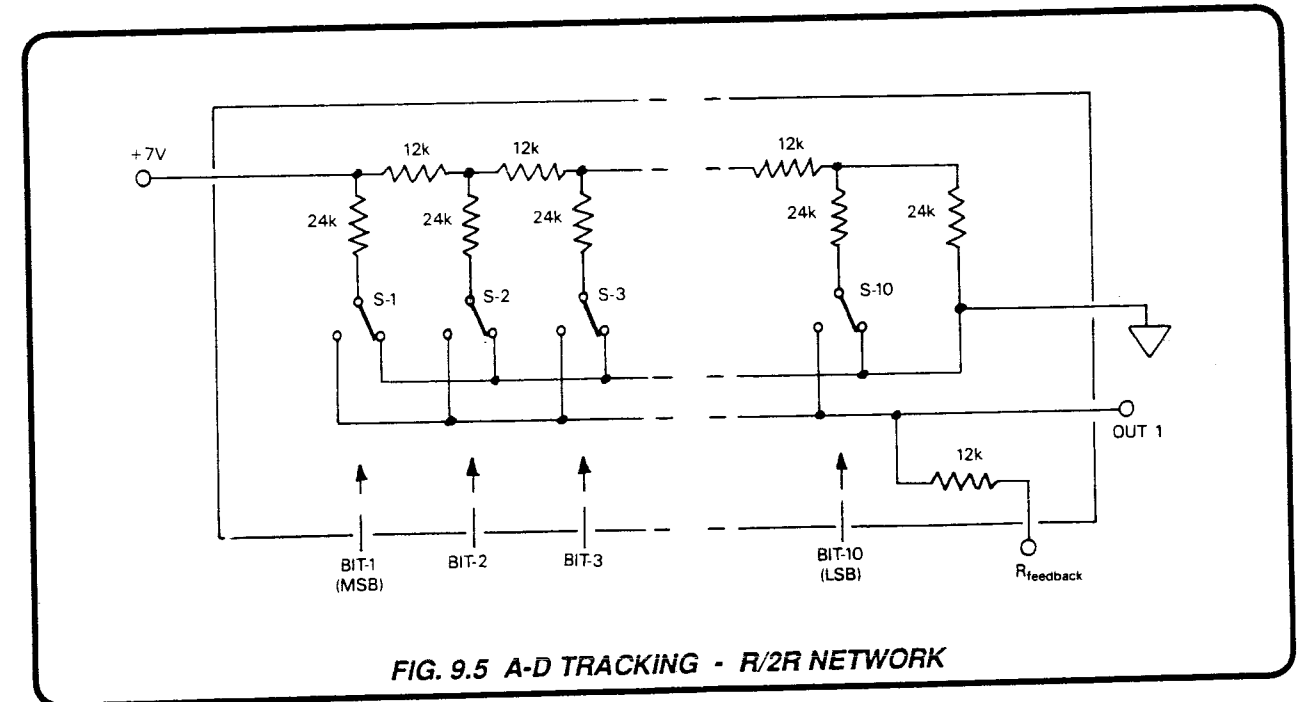 +7V
12k
12k
12k
24k
24k
24k
24k
24k
S-1
S-2
S-3
S-10
OUT 1
12k
BIT-1
(MSB)
BIT-2
BIT-3
BIT-10
(LSB)
Rfeedback
FIG. 9.5 A-D TRACKING - R/2R NETWORK